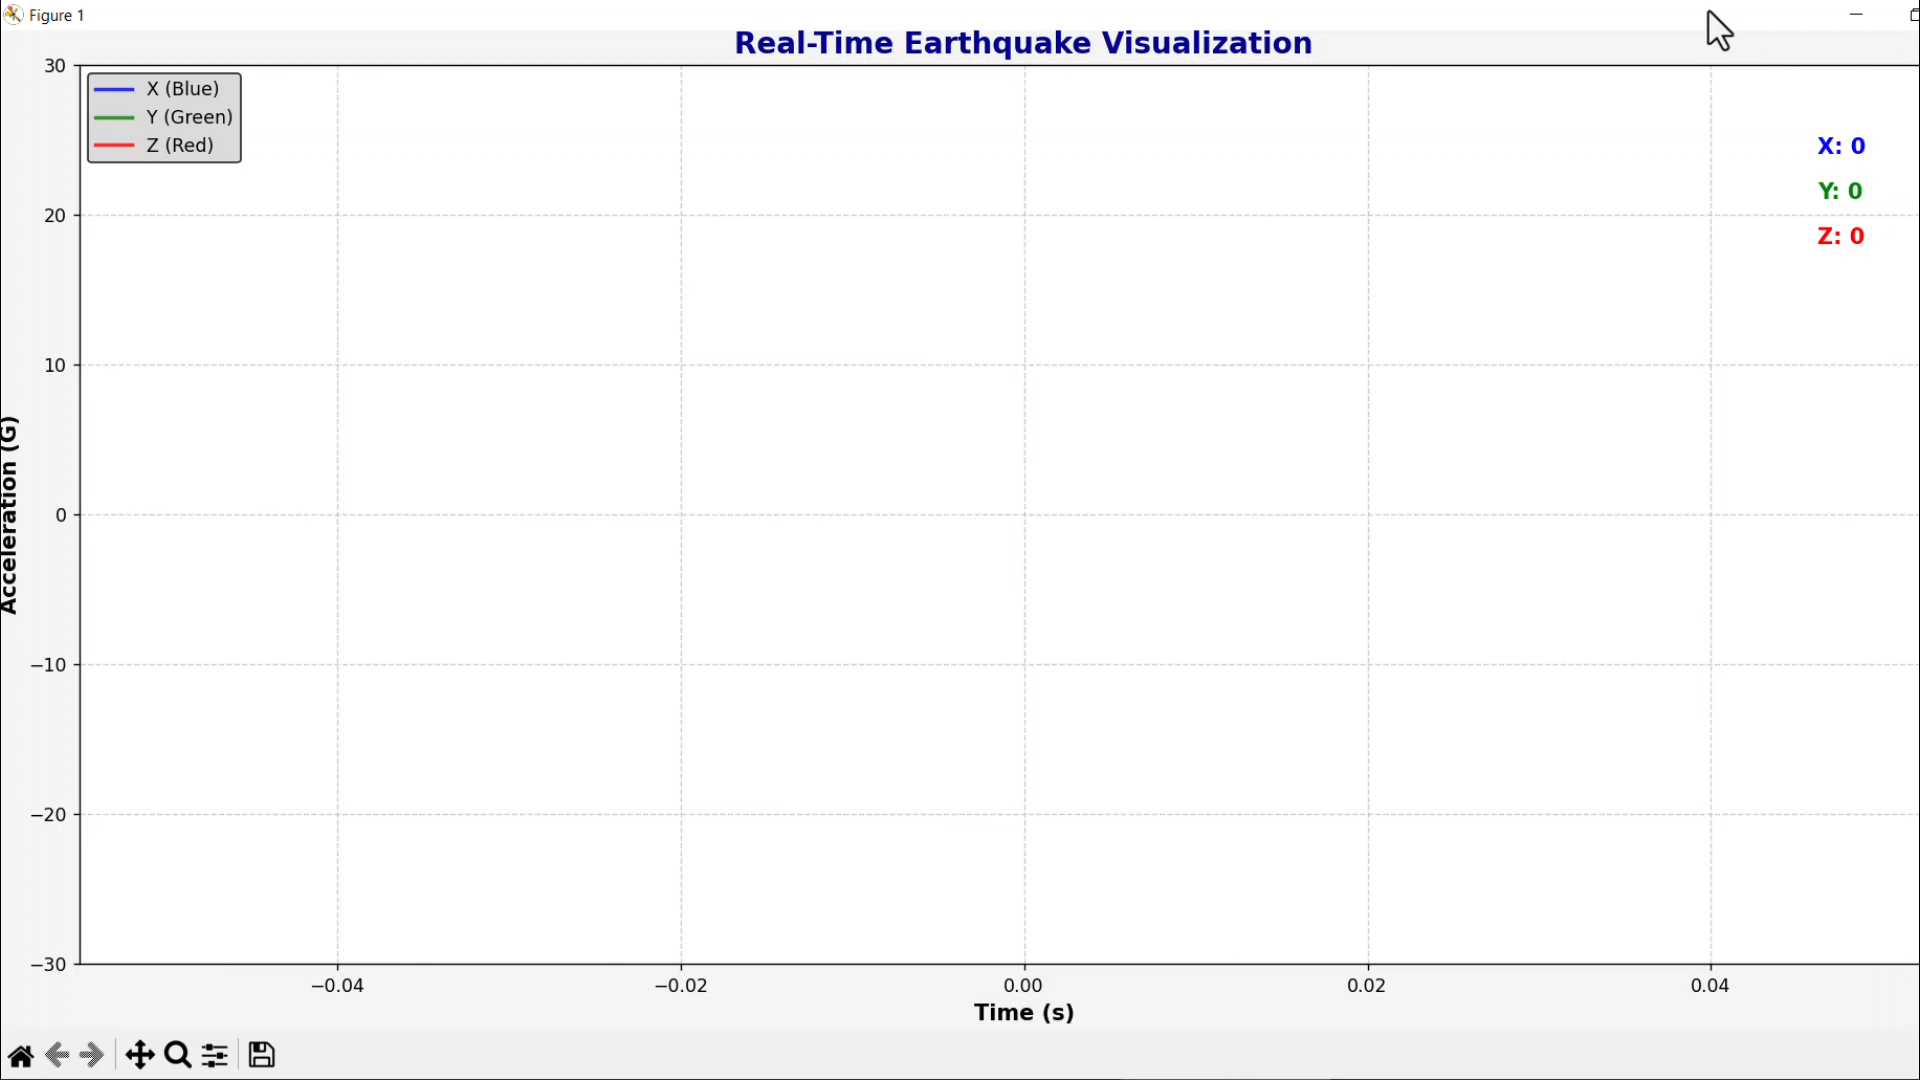 Figure 1
Real-Time Earthquake Visualization
30
20
10
0
−10
−20
−30
X (Blue)
Y (Green)
Z (Red)
X: 0
Y: 0
Z: 0
Acceleration (G)
−0.04
−0.02
0.00
0.02
0.04
Time (s)